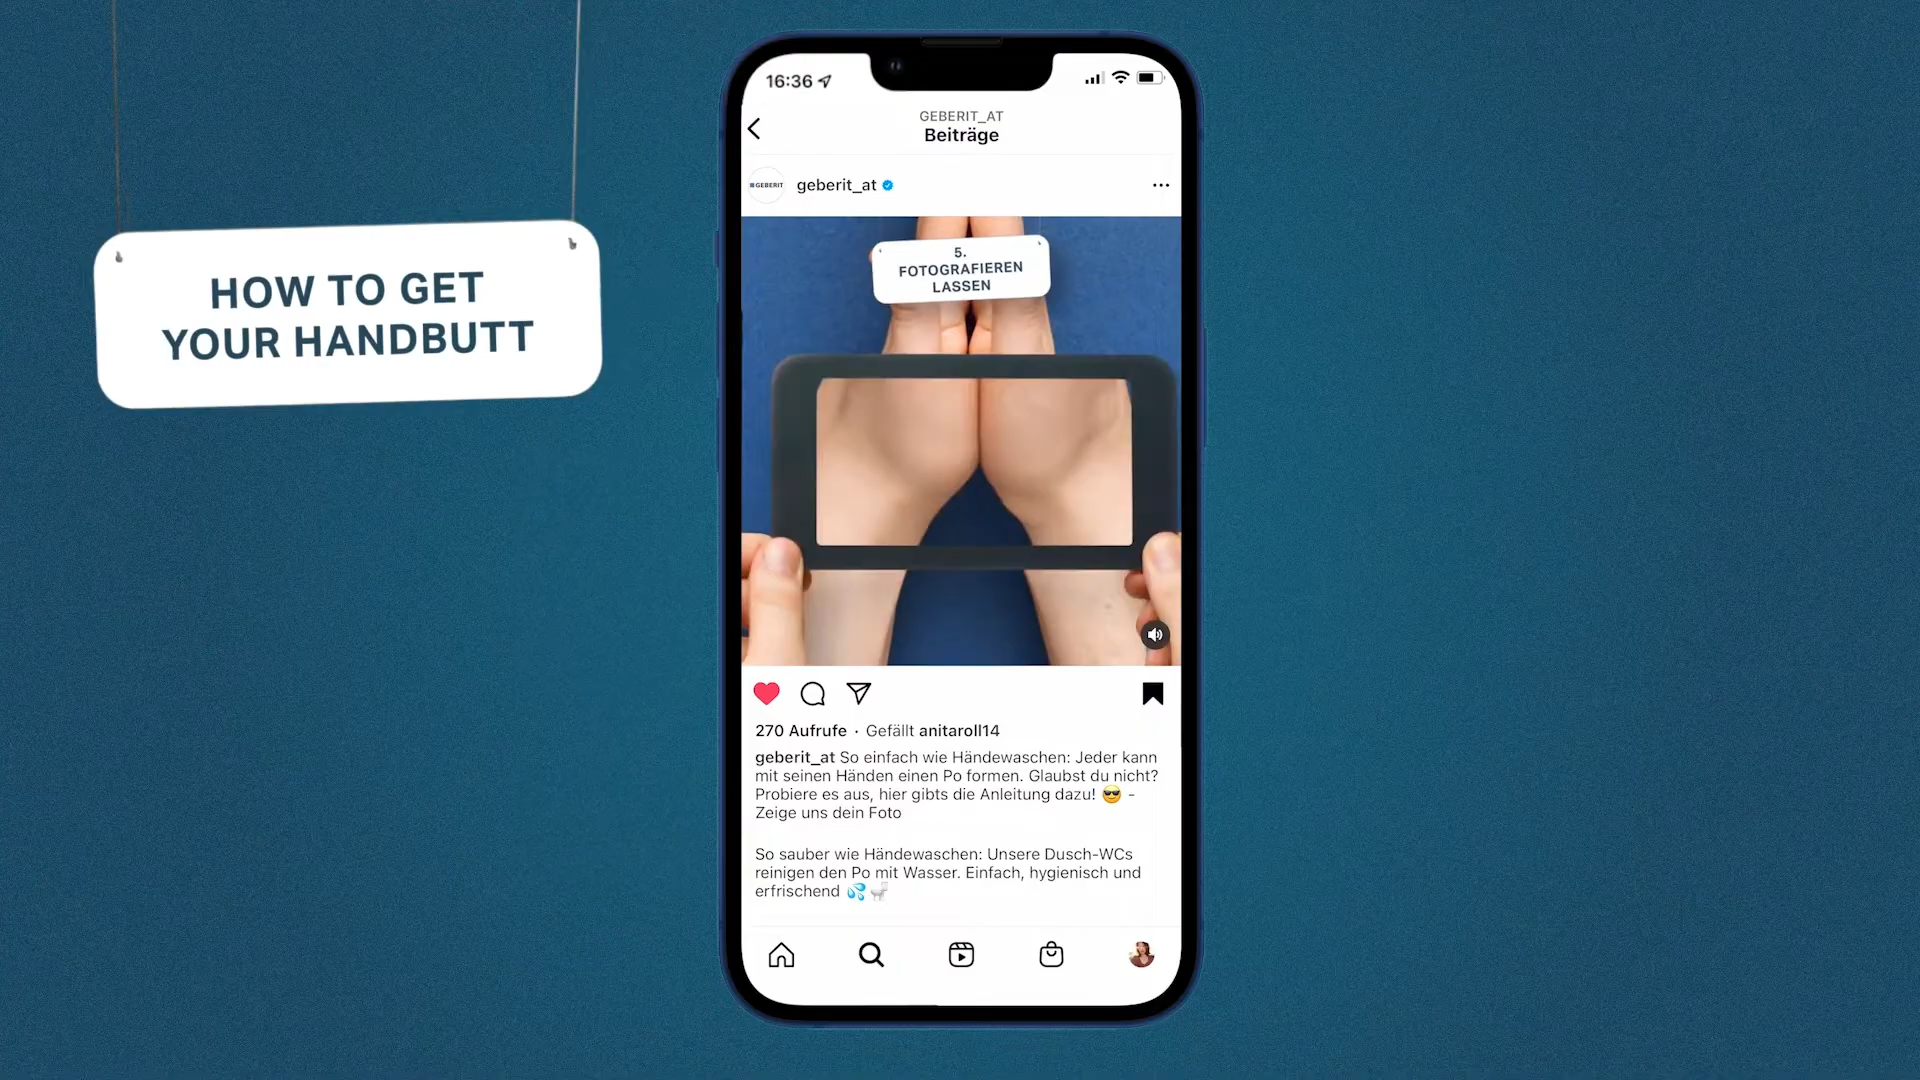 HOW TO GET
YOUR HANDBUTT
16:36
GEBERIT_AT
Beiträge
GEBERIT
geberit_at
5.
FOTOGRAFIEREN
LASSEN
270 Aufrufe · Gefällt anitaroll14
geberit_at So einfach wie Händewaschen: Jeder kann
mit seinen Händen einen Po formen. Glaubst du nicht?
Probiere es aus, hier gibts die Anleitung dazu! 😎 -
Zeige uns dein Foto
So sauber wie Händewaschen: Unsere Dusch-WCs
reinigen den Po mit Wasser. Einfach, hygienisch und
erfrischend 💦 🚽